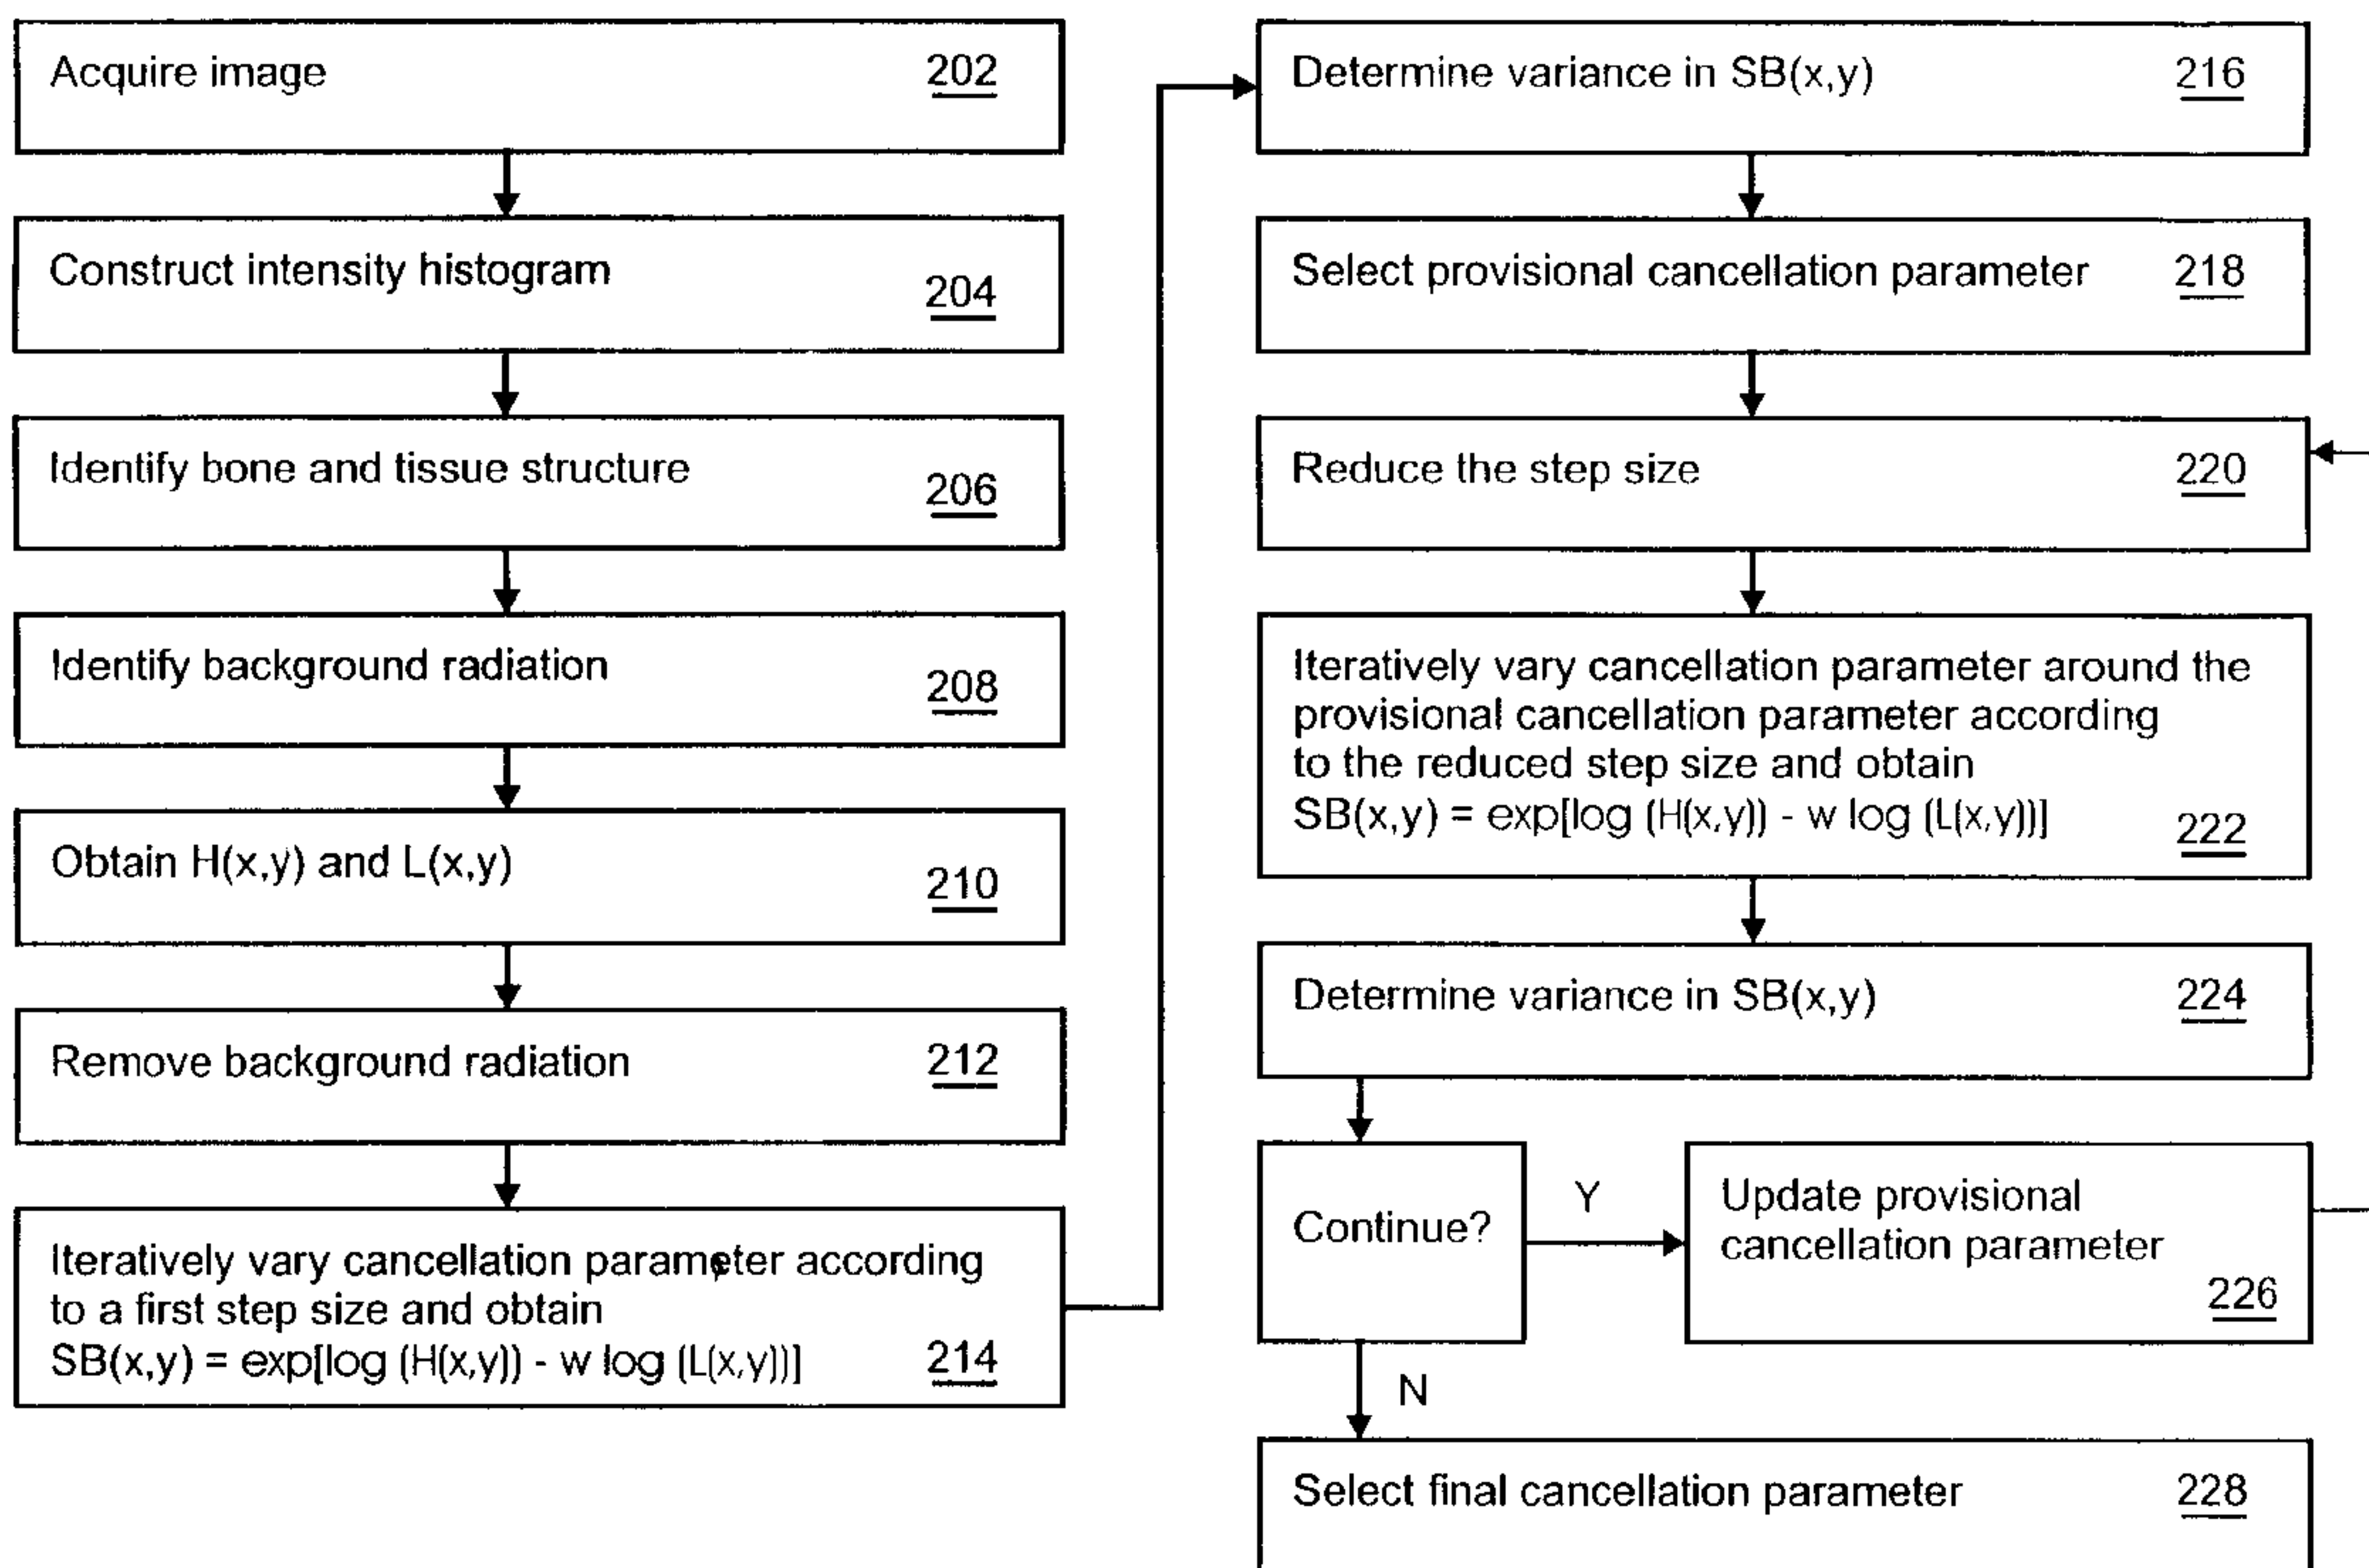 Acquire image 202
Construct intensity histogram 204
Identify bone and tissue structure 206
Identify background radiation 208
Obtain H(x,y) and L(x,y) 210
Remove background radiation 212
Iteratively vary cancellation parameter according
to a first step size and obtain
SB(x,y) = exp[log (H(x,y)) - w log (L(x,y))] 214
Determine variance in SB(x,y) 216
Select provisional cancellation parameter 218
Reduce the step size 220
Iteratively vary cancellation parameter around the
provisional cancellation parameter according
to the reduced step size and obtain
SB(x,y) = exp[log (H(x,y)) - w log (L(x,y))] 222
Determine variance in SB(x,y) 224
Continue?
Y
Update provisional
cancellation parameter
226
N
Select final cancellation parameter 228